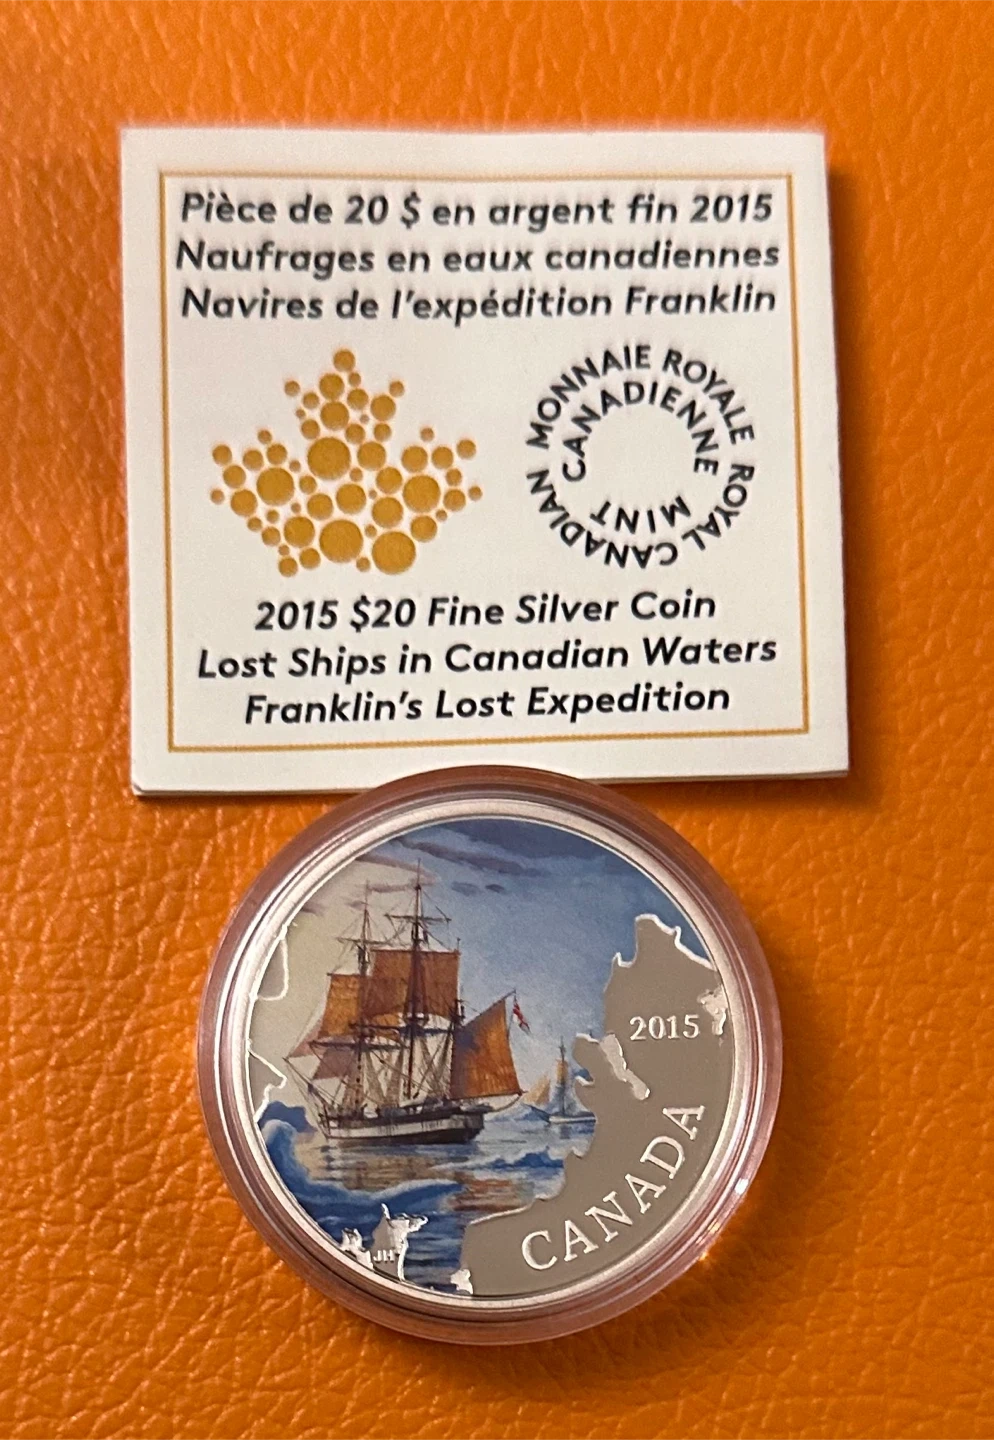 Pièce de 20 $ en argent fin 2015
Naufrages en eaux canadiennes
Navires de l'expédition Franklin
MONNAIE ROYALE
CANADIENNE
ROYAL CANADIAN
MINT
2015 $20 Fine Silver Coin
Lost Ships in Canadian Waters
Franklin's Lost Expedition
2015
CANADA
JH